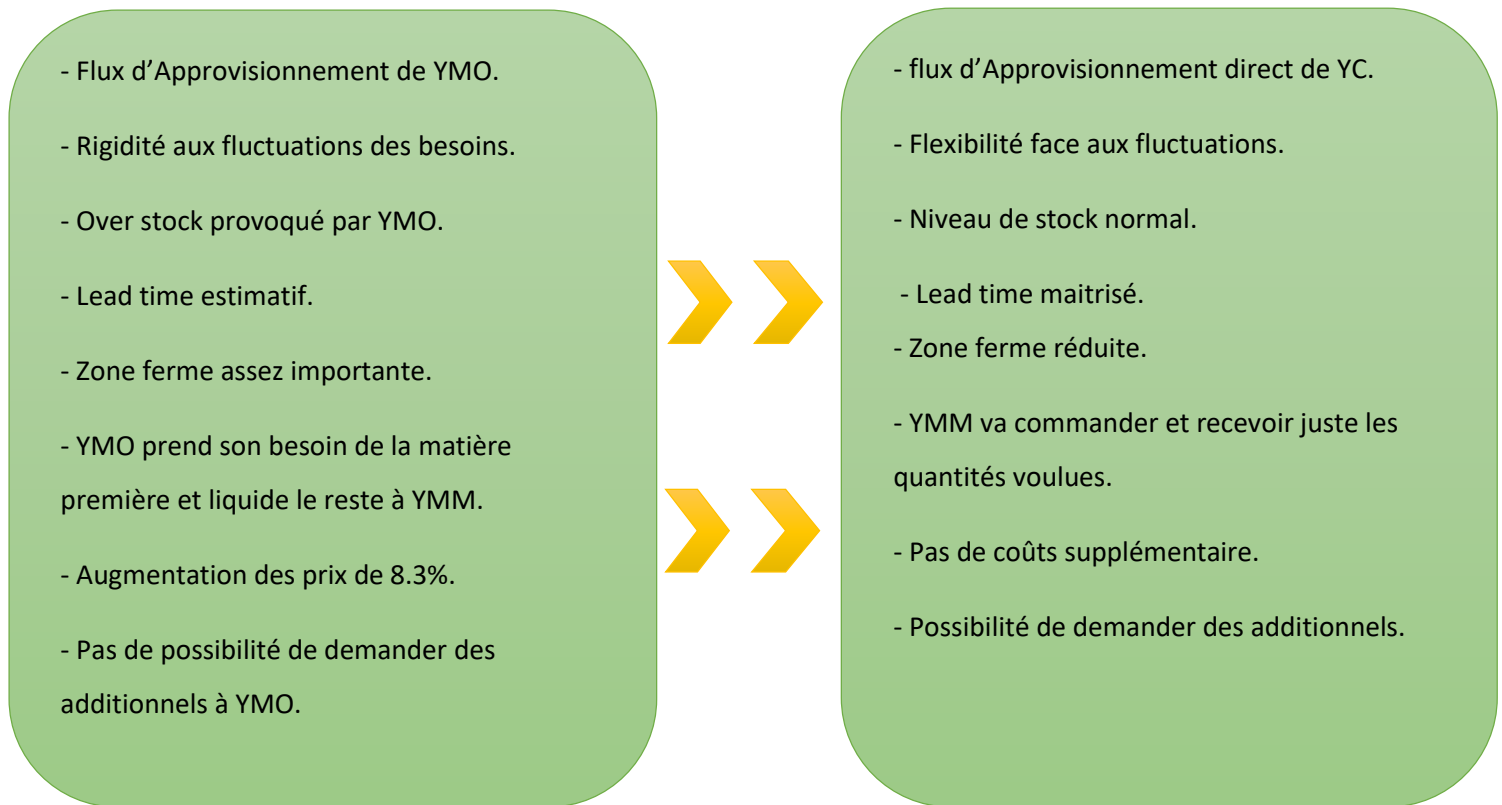 - Flux d’Approvisionnement de YMO.
- Rigidité aux fluctuations des besoins.
- Over stock provoqué par YMO.
- Lead time estimatif.
- Zone ferme assez importante.
- YMO prend son besoin de la matière
première et liquide le reste à YMM.
- Augmentation des prix de 8.3%.
- Pas de possibilité de demander des
additionnels à YMO.
- flux d’Approvisionnement direct de YC.
- Flexibilité face aux fluctuations.
- Niveau de stock normal.
- Lead time maitrisé.
- Zone ferme réduite.
- YMM va commander et recevoir juste les
quantités voulues.
- Pas de coûts supplémentaire.
- Possibilité de demander des additionnels.